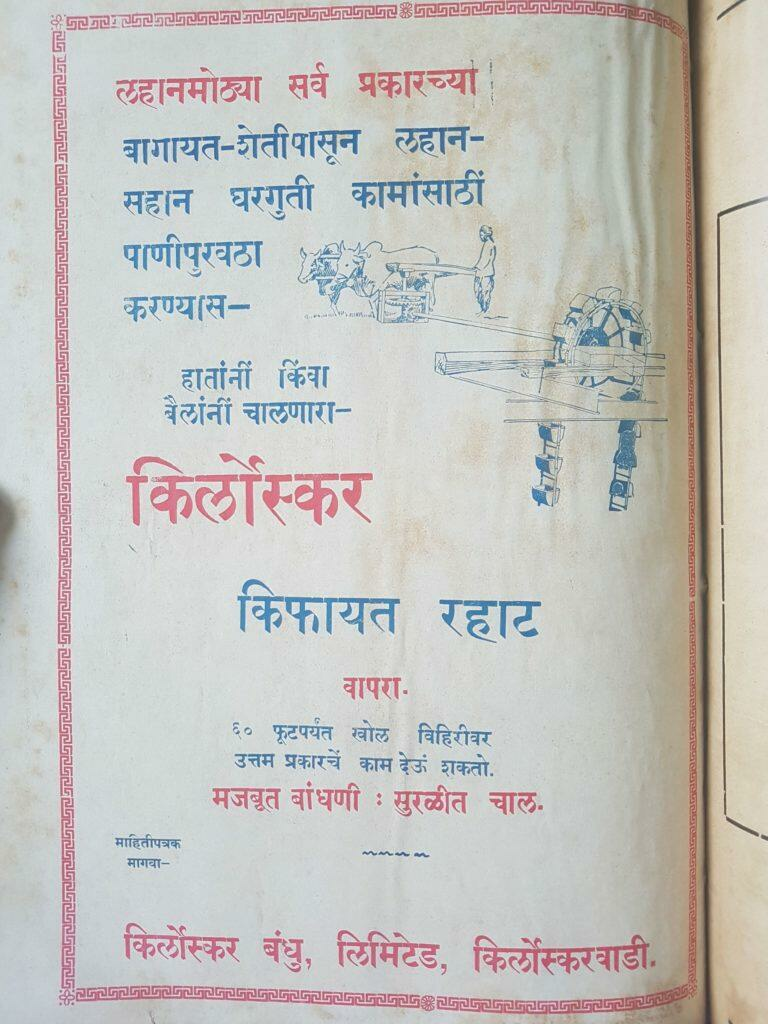 लहानमोठ्या सर्व प्रकारच्या
बागायत-शेतीपासून लहान-
सहान घरगुती कामांसाठीं
पाणीपुरवठा
करण्यास-
हातांनीं किंवा
बैलांनीं चालणारा-
किर्लोस्कर
किफायत रहाट
वापरा.
६० फूटपर्यंत खोल विहिरीवर
उत्तम प्रकारचें काम देऊं शकतो.
मजबूत बांधणी : सुरळीत चाल.
माहितीपत्रक
मागवा-
किर्लोस्कर बंधु, लिमिटेड, किर्लोस्करवाडी.